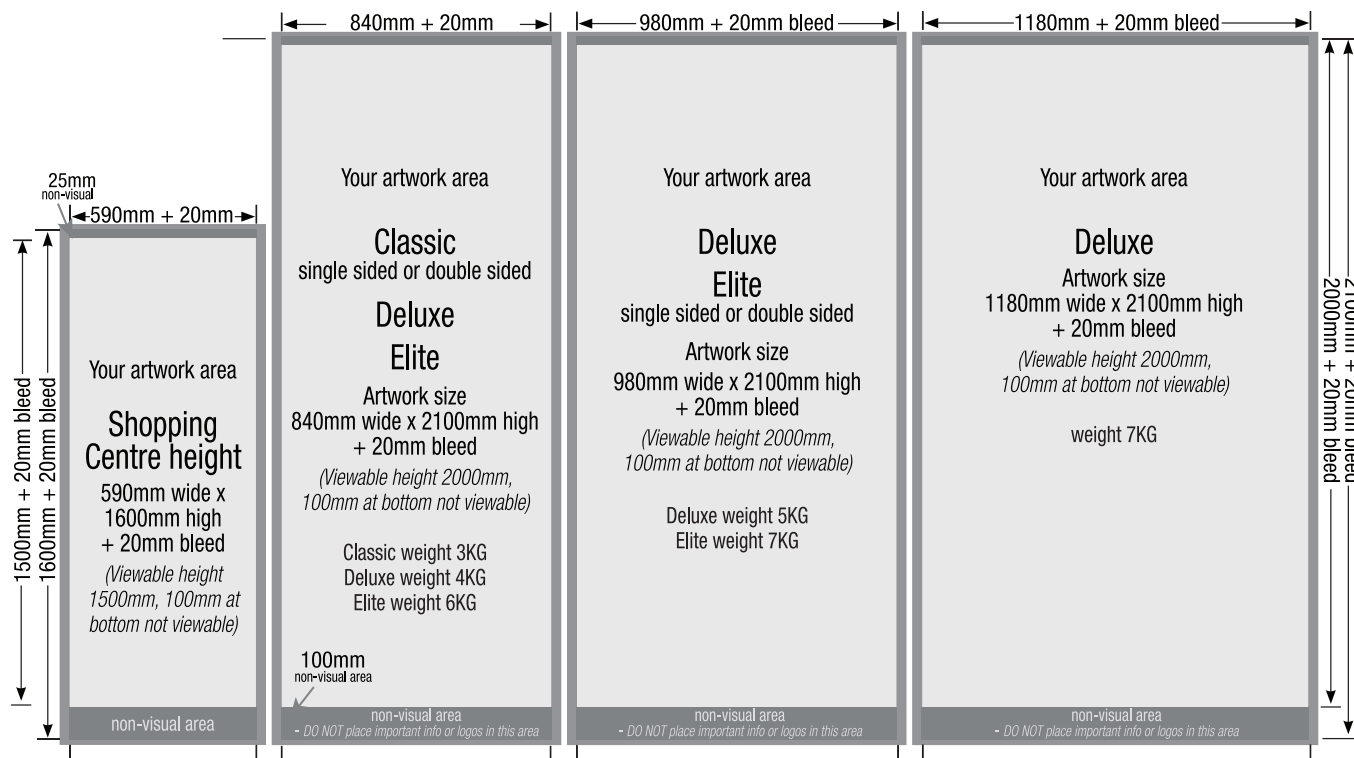 840mm + 20mm
980mm + 20mm bleed
1180mm + 20mm bleed
25mm
non-visual
590mm + 20mm
1500mm + 20mm bleed
1600mm + 20mm bleed
Your artwork area
Shopping
Centre height
590mm wide x
1600mm high
+ 20mm bleed
(Viewable height
1500mm, 100mm at
bottom not viewable)
non-visual area
Your artwork area
Classic
single sided or double sided
Deluxe
Elite
Artwork size
840mm wide x 2100mm high
+ 20mm bleed
(Viewable height 2000mm,
100mm at bottom not viewable)
Classic weight 3KG
Deluxe weight 4KG
Elite weight 6KG
100mm
non-visual area
non-visual area
- DO NOT place important info or logos in this area
Your artwork area
Deluxe
Elite
single sided or double sided
Artwork size
980mm wide x 2100mm high
+ 20mm bleed
(Viewable height 2000mm,
100mm at bottom not viewable)
Deluxe weight 5KG
Elite weight 7KG
non-visual area
- DO NOT place important info or logos in this area
Your artwork area
Deluxe
Artwork size
1180mm wide x 2100mm high
+ 20mm bleed
(Viewable height 2000mm,
100mm at bottom not viewable)
weight 7KG
non-visual area
- DO NOT place important info or logos in this area
2000mm + 20mm bleed
2100mm + 20mm bleed